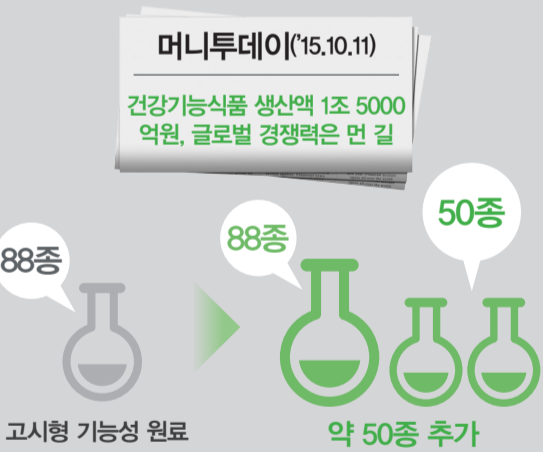 머니투데이('15.10.11)
건강기능식품 생산액 1조 5000
억원, 글로벌 경쟁력은 먼 길
88종
88종
50종
고시형 기능성 원료
약 50종 추가